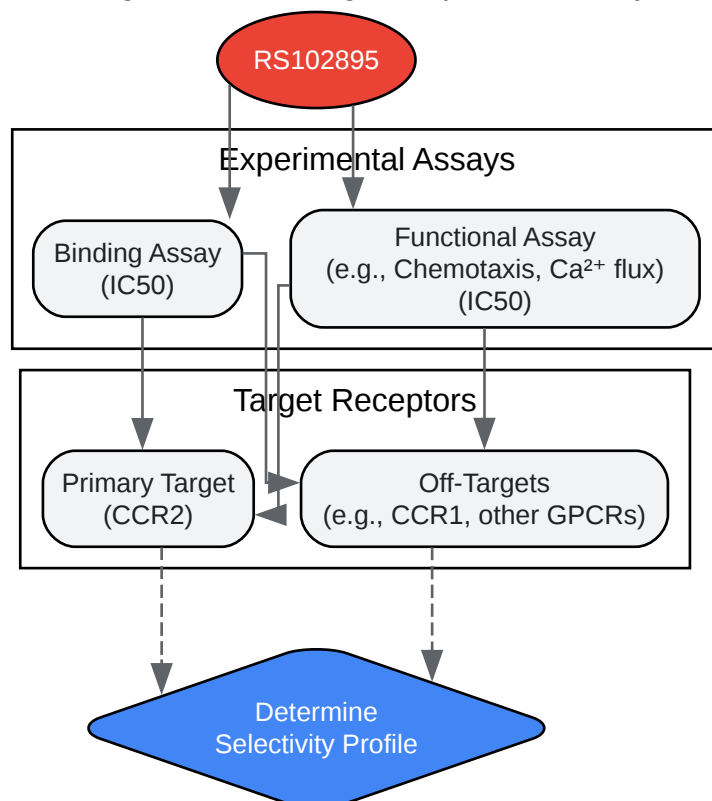 RS102895
Experimental Assays
Binding Assay
(IC50)
Functional Assay
(e.g., Chemotaxis, Ca²⁺ flux)
(IC50)
Target Receptors
Primary Target
(CCR2)
Off-Targets
(e.g., CCR1, other GPCRs)
Determine
Selectivity Profile